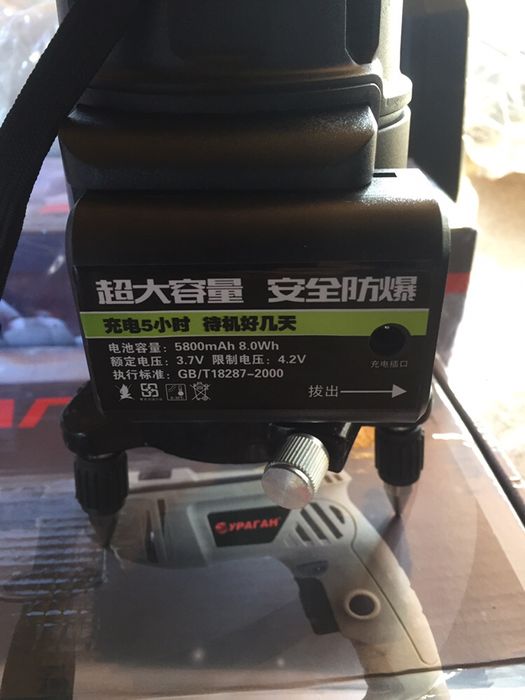 超大容量 安全防爆
充电5小时 待机好几天
电池容量：5800mAh 8.0Wh
额定电压：3.7V 限制电压：4.2V
执行标准：GB/T18287-2000
充电插口
拔出
УРАГАН